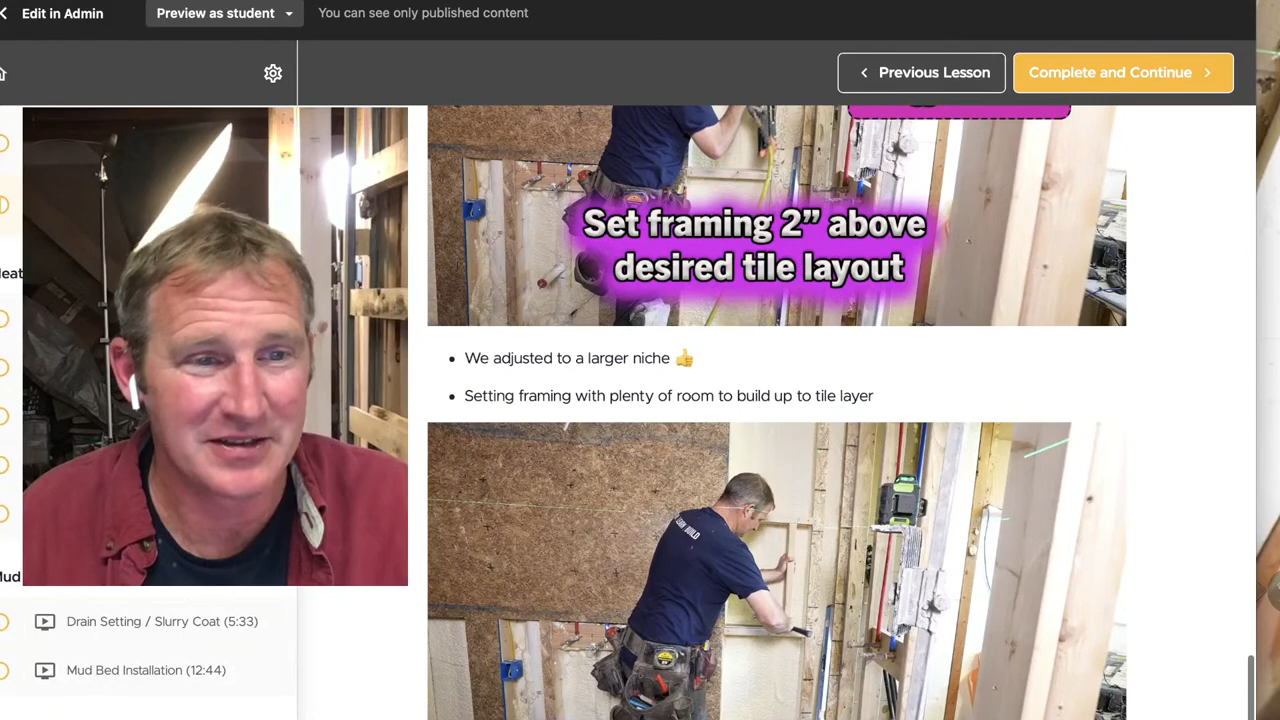 Edit in Admin
Preview as student
You can see only published content
Previous Lesson
Complete and Continue
Set framing 2” above
desired tile layout
We adjusted to a larger niche 👍
Setting framing with plenty of room to build up to tile layer
Drain Setting / Slurry Coat (5:33)
Mud Bed Installation (12:44)